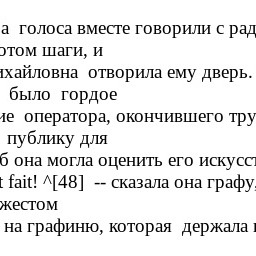 а голоса вместе говорили с рад
отом шаги, и
ихайловна отворила ему дверь.
было гордое
ие оператора, окончившего тру
публику для
б она могла оценить его искусст
t fait! ^[48] -- сказала она графу,
жестом
на графиню, которая держала